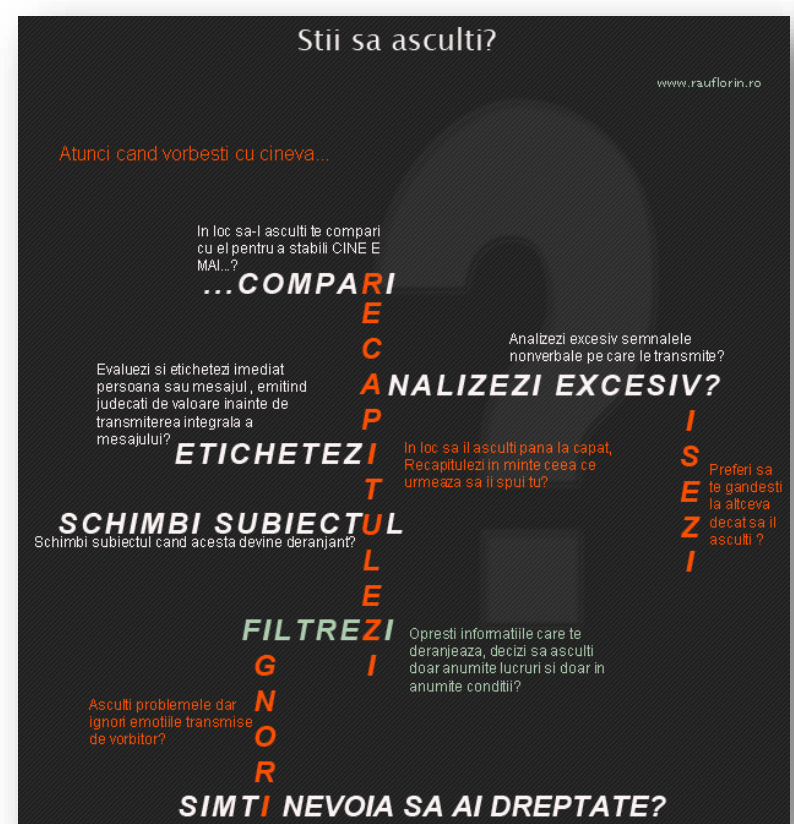 Stii sa asculti?
www.rauflorin.ro
Atunci cand vorbesti cu cineva...
In loc sa-l asculti te compari
cu el pentru a stabili CINE E
MAI...?
...COMPARI
RECAPITULEZI
Analizezi excesiv semnalele
nonverbale pe care le transmite?
ANALIZEZI EXCESIV?
VISEZI
Evaluezi si etichetezi imediat
persoana sau mesajul, emitind
judecati de valoare inainte de
transmiterea integrala a
mesajului?
ETICHETEZI
In loc sa il asculti pana la capat,
Recapitulezi in minte ceea ce
urmeaza sa ii spui tu?
Preferi sa
te gandesti
la altceva
decat sa il
asculti ?
SCHIMBI SUBIECTUL
Schimbi subiectul cand acesta devine deranjant?
FILTREZI
Opresti informatiile care te
deranjeaza, decizi sa asculti
doar anumite lucruri si doar in
anumite conditii?
IGNORI
Asculti problemele dar
ignori emotiile transmise
de vorbitor?
SIMTI NEVOIA SA AI DREPTATE?